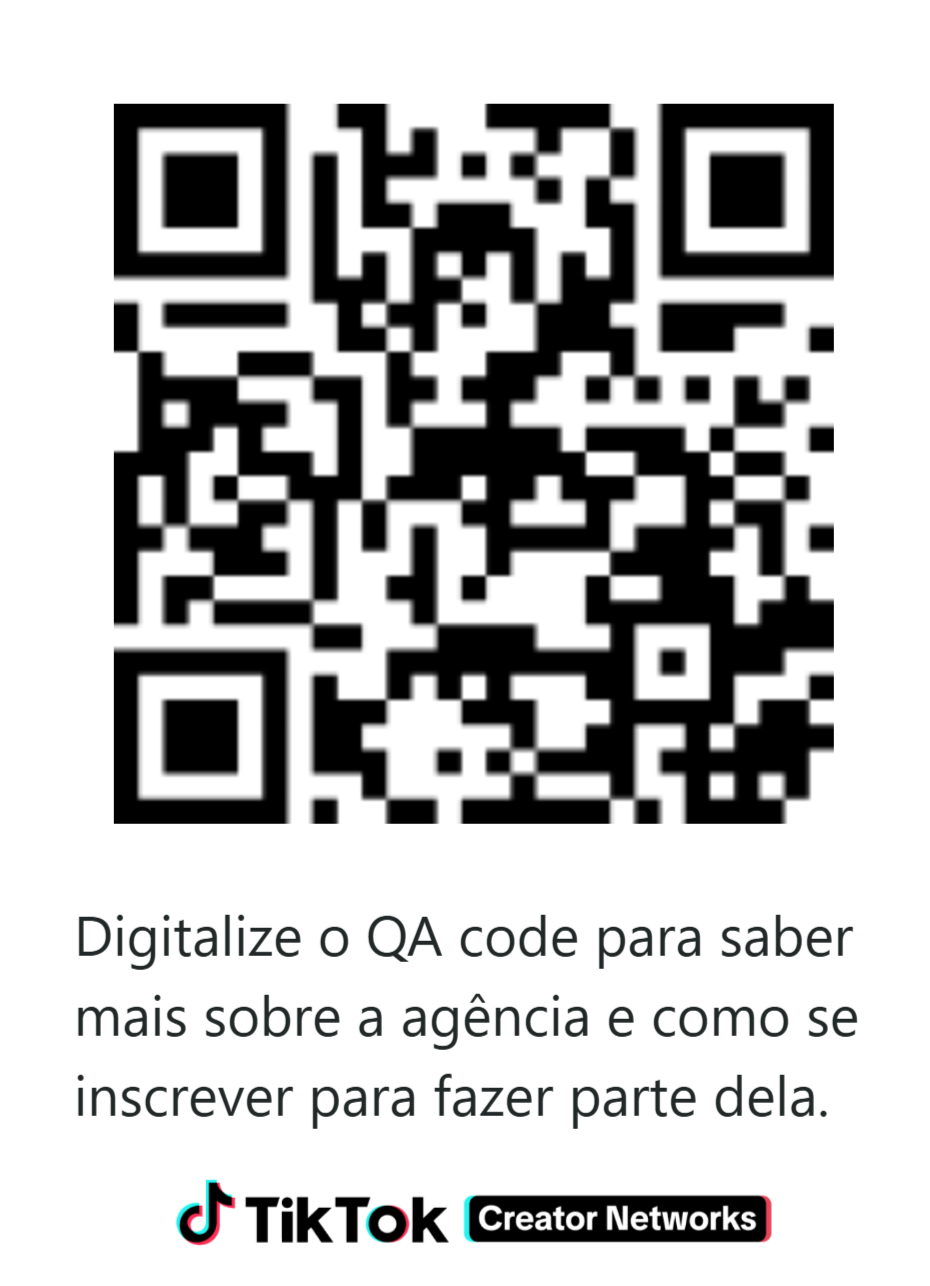 Digitalize o QA code para saber
mais sobre a agência e como se
inscrever para fazer parte dela.
TikTok Creator Networks